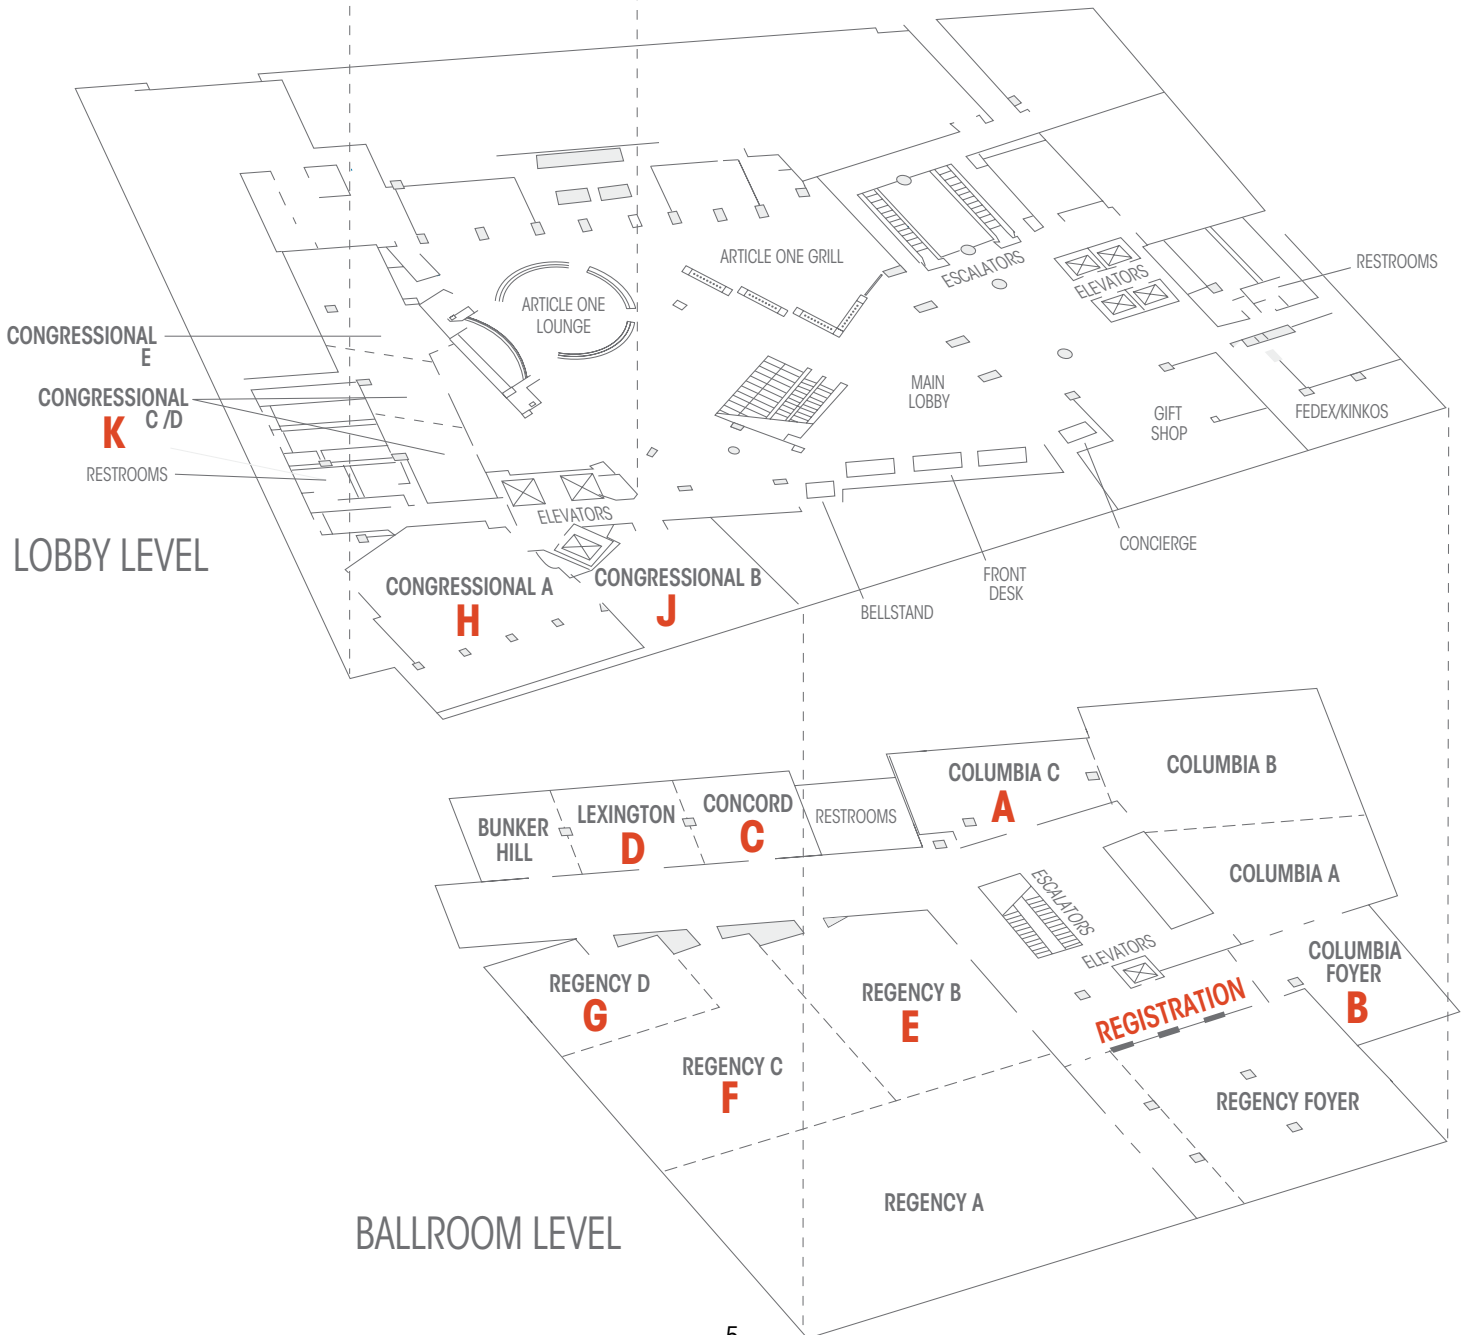 ARTICLE ONE GRILL
ESCALATORS
ELEVATORS
RESTROOMS
ARTICLE ONE
LOUNGE
CONGRESSIONAL
E
CONGRESSIONAL
C /D
K
RESTROOMS
MAIN
LOBBY
GIFT
SHOP
FEDEX/KINKOS
ELEVATORS
LOBBY LEVEL
CONCIERGE
FRONT
DESK
BELLSTAND
CONGRESSIONAL A
H
CONGRESSIONAL B
J
COLUMBIA C
A
COLUMBIA B
BUNKER
HILL
LEXINGTON
D
CONCORD
C
RESTROOMS
COLUMBIA A
ESCALATORS
ELEVATORS
COLUMBIA
FOYER
B
REGENCY D
G
REGENCY B
E
REGISTRATION
REGENCY C
F
REGENCY FOYER
REGENCY A
BALLROOM LEVEL
5